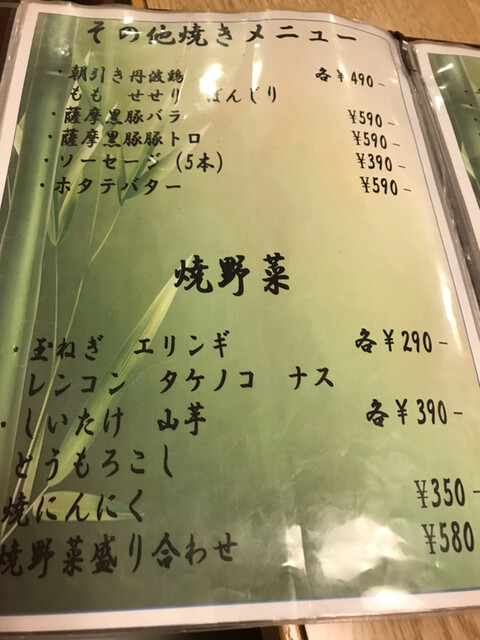 その他焼きメニュー
・朝引き丹波鶏 各¥490-
もも せせり ぼんじり
・薩摩黒豚バラ ¥590-
・薩摩黒豚豚トロ ¥590-
・ソーセージ (5本) ¥390-
・ホタテバター ¥590-
焼野菜
・玉ねぎ エリンギ 各¥290-
レンコン タケノコ ナス
・しいたけ 山芋 各¥390-
とうもろこし
焼にんにく ¥350-
焼野菜盛り合わせ ¥580